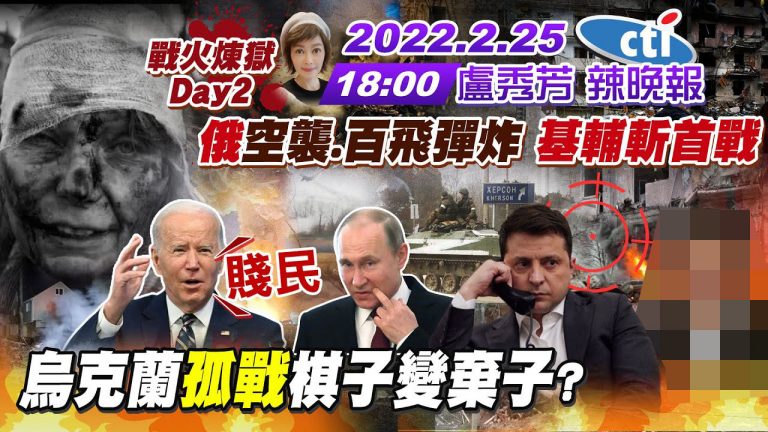 戰火煉獄
Day2
2022.2.25
cti
18:00 盧秀芳 辣晚報
俄空襲.百飛彈炸 基輔斬首戰
ХЕРСОН
KHERSON
賤民
烏克蘭孤戰棋子變棄子?